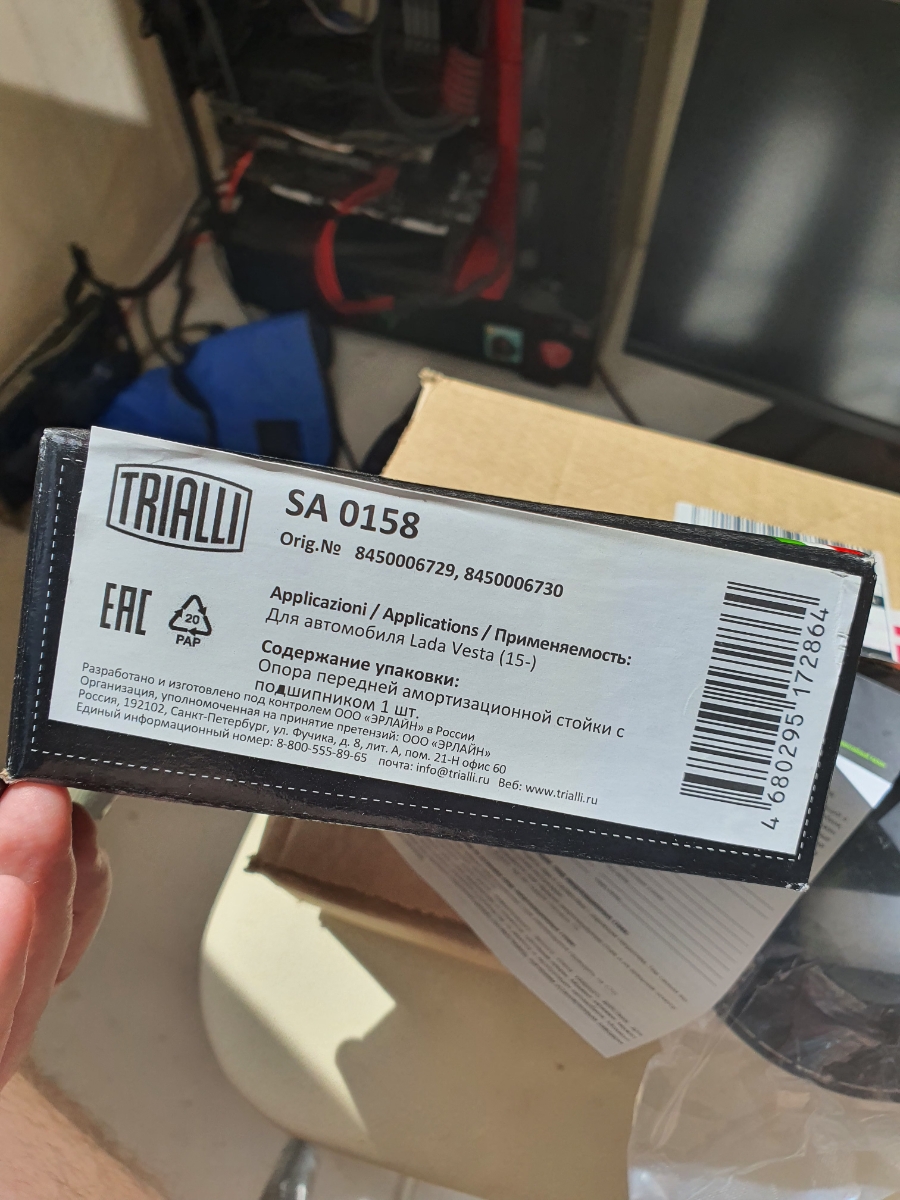 TRIALLI
SA 0158
Orig.№ 8450006729, 8450006730
EAC
20
PAP
Applicazioni / Applications / Применяемость:
Для автомобиля Lada Vesta (15-)
Содержание упаковки:
Опора передней амортизационной стойки с
подшипником 1 шт.
Разработано и изготовлено под контролем ООО «ЭРЛАЙН» в России
Организация, уполномоченная на принятие претензий: ООО «ЭРЛАЙН»
Россия, 192102, Санкт-Петербург, ул. Фучика, д. 8, лит. А, пом. 21-Н офис 60
Единый информационный номер: 8-800-555-89-65 почта: info@trialli.ru Веб: www.trialli.ru
4 680295 172864